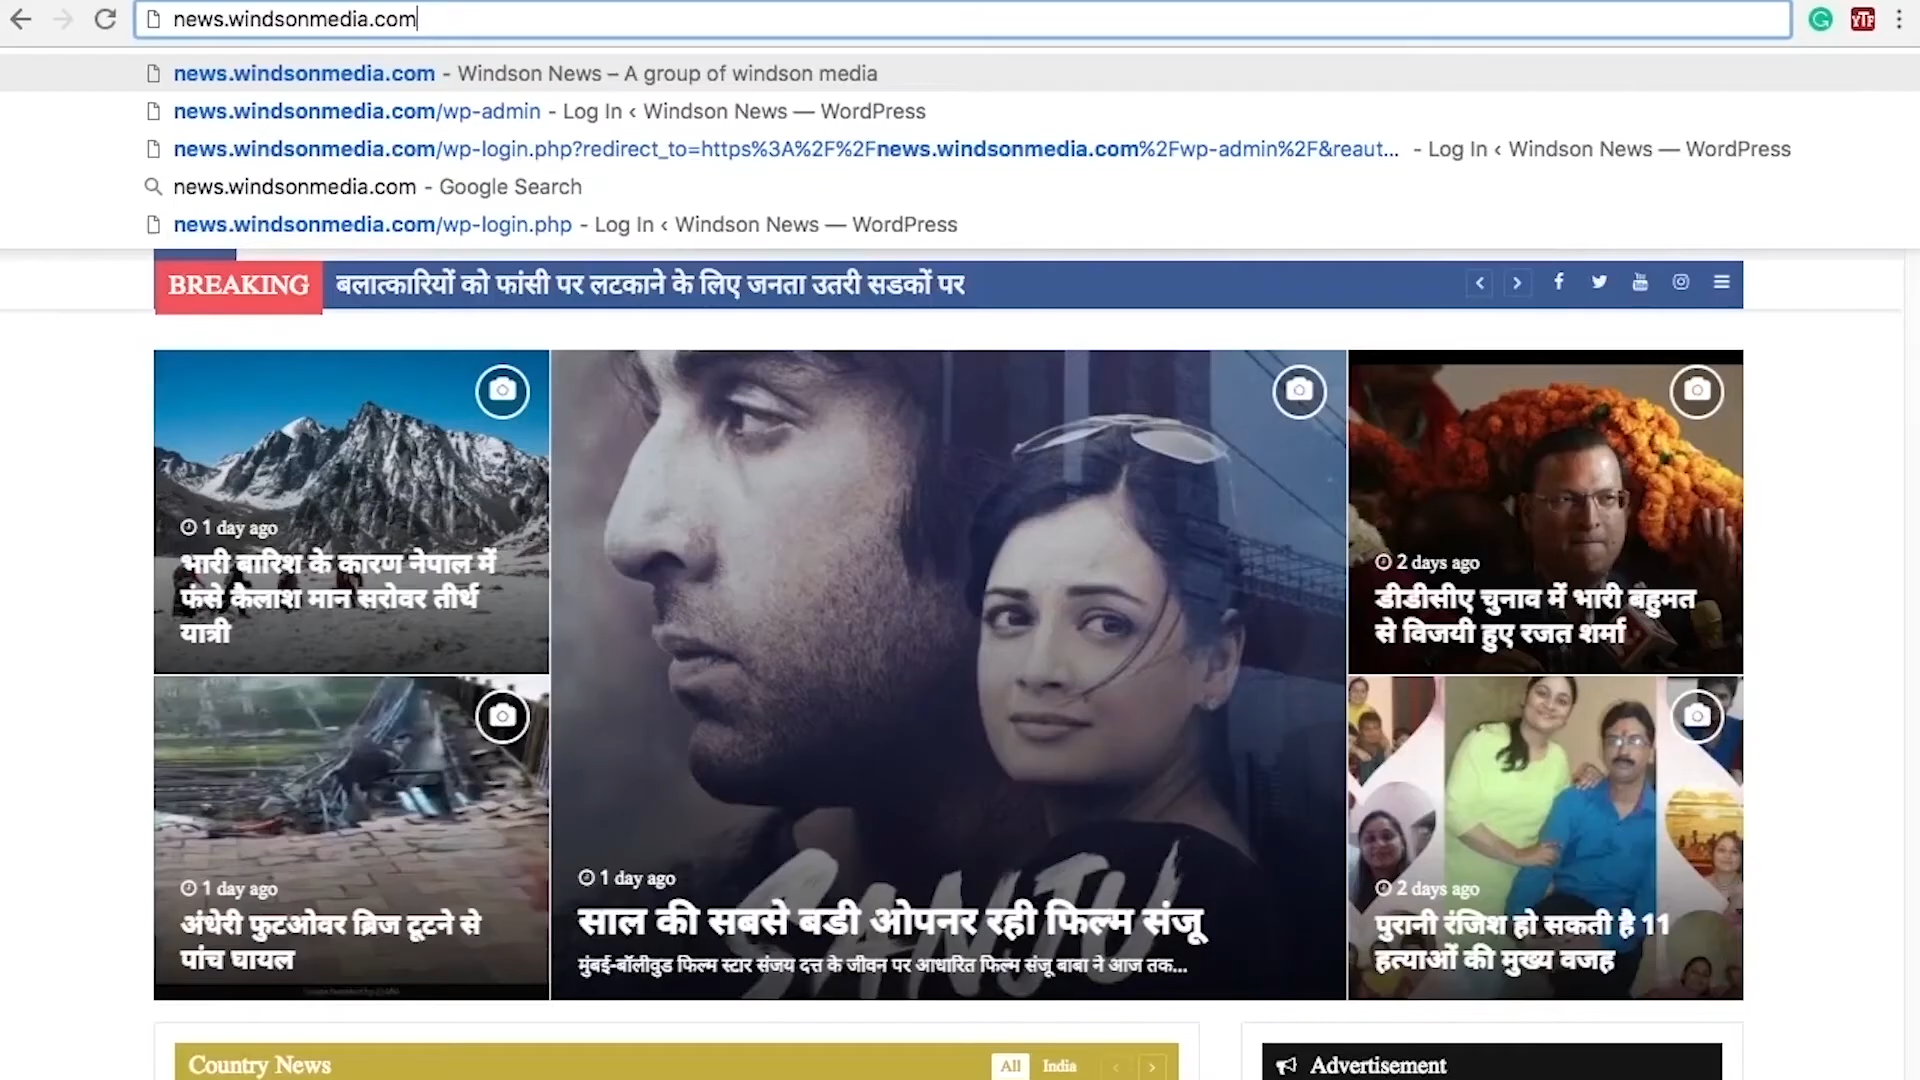 news.windsonmedia.com
news.windsonmedia.com - Windson News – A group of windson media
news.windsonmedia.com/wp-admin - Log In ‹ Windson News — WordPress
news.windsonmedia.com/wp-login.php?redirect_to=https%3A%2F%2Fnews.windsonmedia.com%2Fwp-admin%2F&reaut... - Log In ‹ Windson News — WordPress
news.windsonmedia.com - Google Search
news.windsonmedia.com/wp-login.php - Log In ‹ Windson News — WordPress
BREAKING
बलात्कारियों को फांसी पर लटकाने के लिए जनता उतरी सडकों पर
1 day ago
भारी बारिश के कारण नेपाल में
फंसे कैलाश मान सरोवर तीर्थ
यात्री
1 day ago
अंधेरी फुटओवर ब्रिज टूटने से
पांच घायल
SANJU
1 day ago
साल की सबसे बडी ओपनर रही फिल्म संजू
मुंबई-बॉलीवुड फिल्म स्टार संजय दत्त के जीवन पर आधारित फिल्म संजू बाबा ने आज तक...
2 days ago
डीडीसीए चुनाव में भारी बहुमत
से विजयी हुए रजत शर्मा
2 days ago
पुरानी रंजिश हो सकती है 11
हत्याओं की मुख्य वजह
Country News
All India
Advertisement